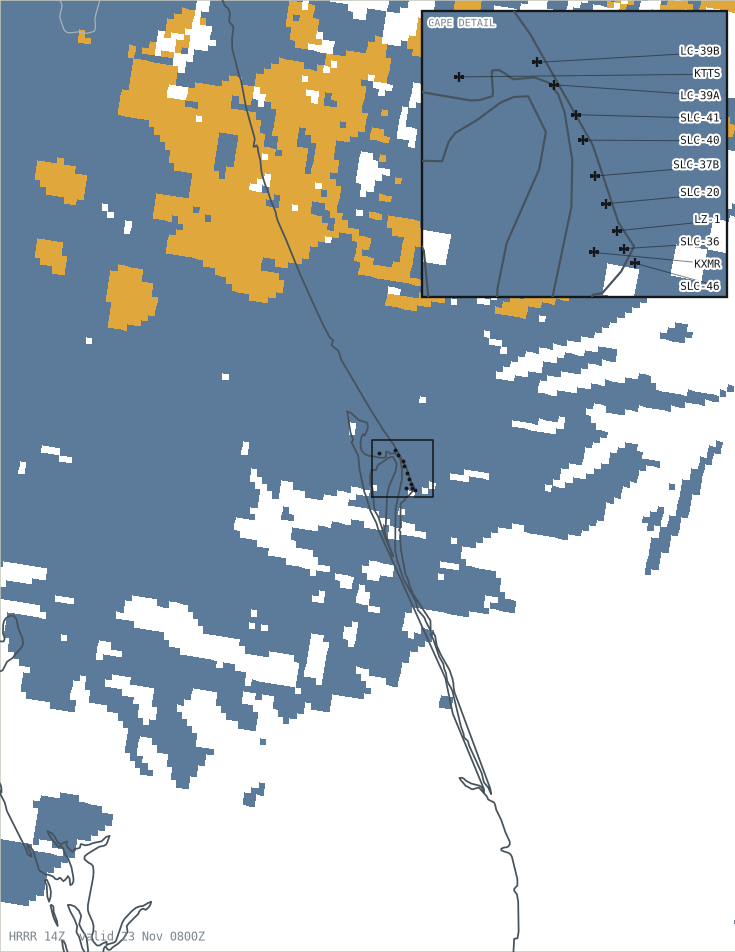 CAPE DETAIL
LC-39B
KTTS
LC-39A
SLC-41
SLC-40
SLC-37B
SLC-20
LZ-1
SLC-36
KXMR
SLC-46
HRRR 14Z  valid 23 Nov 0800Z